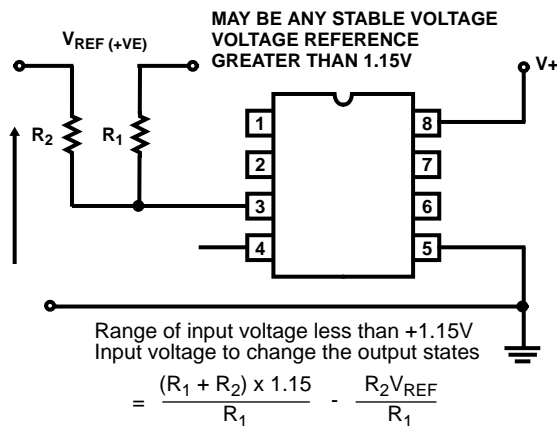 MAY BE ANY STABLE VOLTAGE
VOLTAGE REFERENCE
GREATER THAN 1.15V
VREF (+VE)
V+
R2
R1
1
8
2
7
3
6
4
5
Range of input voltage less than +1.15V
Input voltage to change the output states
= (R1 + R2) x 1.15 / R1 - R2VREF / R1